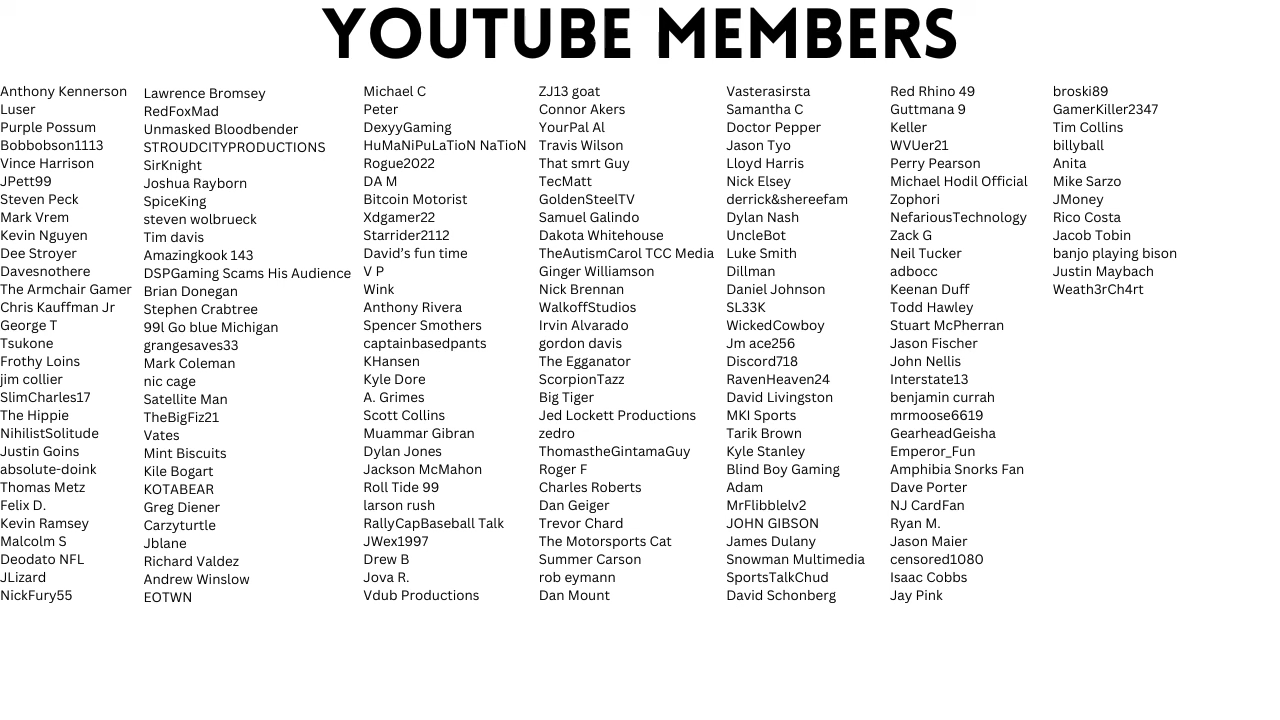 YOUTUBE MEMBERS
Anthony Kennerson
Luser
Purple Possum
Bobbobson1113
Vince Harrison
JPett99
Steven Peck
Mark Vrem
Kevin Nguyen
Dee Stroyer
Davesnothere
The Armchair Gamer
Chris Kauffman Jr
George T
Tsukone
Frothy Loins
jim collier
SlimCharles17
The Hippie
NihilistSolitude
Justin Goins
absolute-doink
Thomas Metz
Felix D.
Kevin Ramsey
Malcolm S
Deodato NFL
JLizard
NickFury55
Lawrence Bromsey
RedFoxMad
Unmasked Bloodbender
STROUDCITYPRODUCTIONS
SirKnight
Joshua Rayborn
SpiceKing
steven wolbrueck
Tim davis
Amazingkook 143
DSPGaming Scams His Audience
Brian Donegan
Stephen Crabtree
99l Go blue Michigan
grangesaves33
Mark Coleman
nic cage
Satellite Man
TheBigFiz21
Vates
Mint Biscuits
Kile Bogart
KOTABEAR
Greg Diener
Carzyturtle
Jblane
Richard Valdez
Andrew Winslow
EOTWN
Michael C
Peter
DexyyGaming
HuMaNiPuLaTioN NaTioN
Rogue2022
DA M
Bitcoin Motorist
Xdgamer22
Starrider2112
David's fun time
V P
Wink
Anthony Rivera
Spencer Smothers
captainbasedpants
KHansen
Kyle Dore
A. Grimes
Scott Collins
Muammar Gibran
Dylan Jones
Jackson McMahon
Roll Tide 99
larson rush
RallyCapBaseball Talk
JWex1997
Drew B
Jova R.
Vdub Productions
ZJ13 goat
Connor Akers
YourPal Al
Travis Wilson
That smrt Guy
TecMatt
GoldenSteelTV
Samuel Galindo
Dakota Whitehouse
TheAutismCarol TCC Media
Ginger Williamson
Nick Brennan
WalkoffStudios
Irvin Alvarado
gordon davis
The Egganator
ScorpionTazz
Big Tiger
Jed Lockett Productions
zedro
ThomastheGintamaGuy
Roger F
Charles Roberts
Dan Geiger
Trevor Chard
The Motorsports Cat
Summer Carson
rob eymann
Dan Mount
Vasterasirsta
Samantha C
Doctor Pepper
Jason Tyo
Lloyd Harris
Nick Elsey
derrick&shereefam
Dylan Nash
UncleBot
Luke Smith
Dillman
Daniel Johnson
SL33K
WickedCowboy
Jm ace256
Discord718
RavenHeaven24
David Livingston
MKI Sports
Tarik Brown
Kyle Stanley
Blind Boy Gaming
Adam
MrFlibblelv2
JOHN GIBSON
James Dulany
Snowman Multimedia
SportsTalkChud
David Schonberg
Red Rhino 49
Guttmana 9
Keller
WVUer21
Perry Pearson
Michael Hodil Official
Zophori
NefariousTechnology
Zack G
Neil Tucker
adbocc
Keenan Duff
Todd Hawley
Stuart McPherran
Jason Fischer
John Nellis
Interstate13
benjamin currah
mrmoose6619
GearheadGeisha
Emperor_Fun
Amphibia Snorks Fan
Dave Porter
NJ CardFan
Ryan M.
Jason Maier
censored1080
Isaac Cobbs
Jay Pink
broski89
GamerKiller2347
Tim Collins
billyball
Anita
Mike Sarzo
JMoney
Rico Costa
Jacob Tobin
banjo playing bison
Justin Maybach
Weath3rCh4rt